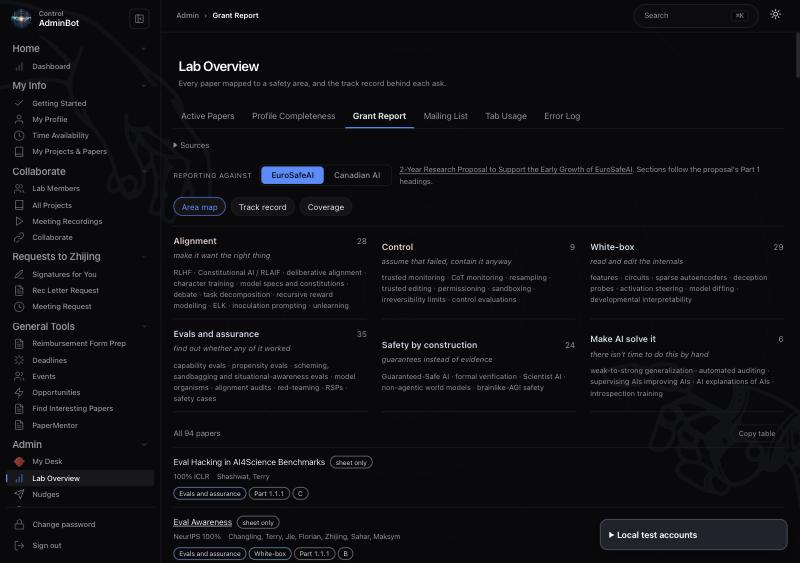 Control
AdminBot
Home
Dashboard
My Info
Getting Started
My Profile
Time Availability
My Projects & Papers
Collaborate
Lab Members
All Projects
Meeting Recordings
Collaborate
Requests to Zhijing
Signatures for You
Rec Letter Request
Meeting Request
General Tools
Reimbursement Form Prep
Deadlines
Events
Opportunities
Find Interesting Papers
PaperMentor
Admin
My Desk
Lab Overview
Nudges
Change password
Sign out
Admin › Grant Report
Search ⌘K
Lab Overview
Every paper mapped to a safety area, and the track record behind each ask.
Active Papers Profile Completeness Grant Report Mailing List Tab Usage Error Log
Sources
REPORTING AGAINST EuroSafeAI Canadian AI
2-Year Research Proposal to Support the Early Growth of EuroSafeAI. Sections follow the proposal's Part 1
headings.
Area map Track record Coverage
Alignment 28
make it want the right thing
RLHF · Constitutional AI / RLAIF · deliberative alignment ·
character training · model specs and constitutions ·
debate · task decomposition · recursive reward
modelling · ELK · inoculation prompting · unlearning
Control 9
assume that failed, contain it anyway
trusted monitoring · CoT monitoring · resampling ·
trusted editing · permissioning · sandboxing ·
irreversibility limits · control evaluations
White-box 29
read and edit the internals
features · circuits · sparse autoencoders · deception
probes · activation steering · model diffing ·
developmental interpretability
Evals and assurance 35
find out whether any of it worked
capability evals · propensity evals · scheming,
sandbagging and situational-awareness evals · model
organisms · alignment audits · red-teaming · RSPs ·
safety cases
Safety by construction 24
guarantees instead of evidence
Guaranteed-Safe AI · formal verification · Scientist AI ·
non-agentic world models · brainlike-AGI safety
Make AI solve it 6
there isn't time to do this by hand
weak-to-strong generalization · automated auditing ·
supervising AIs improving AIs · AI explanations of AIs ·
introspection training
All 94 papers Copy table
Eval Hacking in AI4Science Benchmarks sheet only
100% ICLR Shashwat, Terry
Evals and assurance Part 1.1.1 C
Eval Awareness sheet only
NeurIPS 100% Changling, Terry, Jie, Florian, Zhijing, Sahar, Maksym
Evals and assurance White-box Part 1.1.1 B
Local test accounts